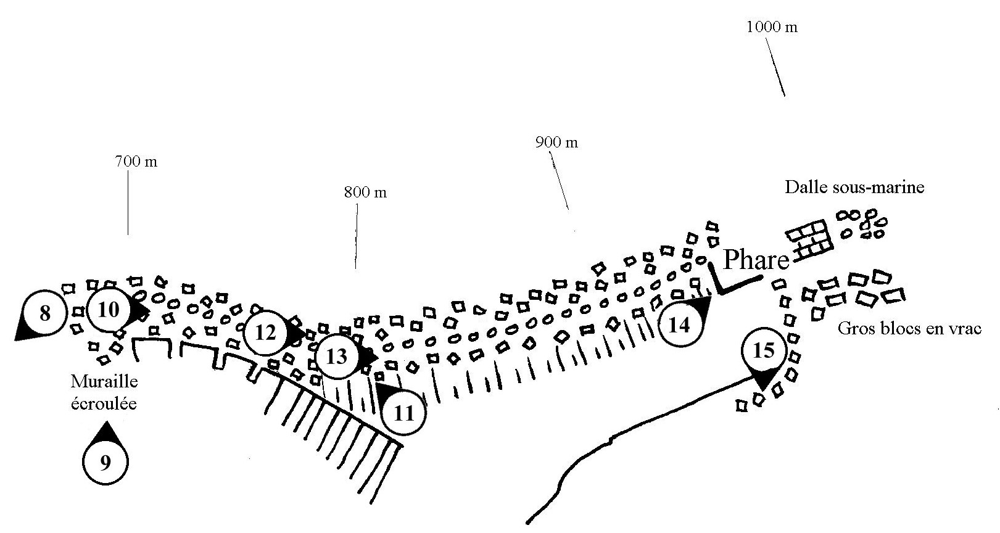 1000 m
900 m
700 m
800 m
Dalle sous-marine
Phare
8
10
12
13
14
Gros blocs en vrac
15
Muraille
écroulée
11
9